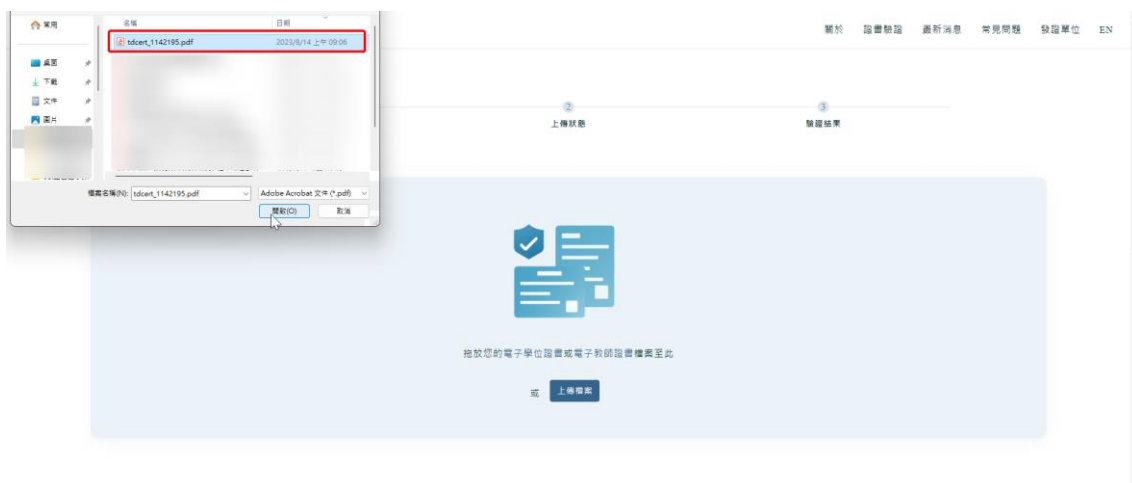 常用
名稱 日期
tdcert_1142195.pdf 2023/8/14 上午 09:06
桌面
下載
文件
圖片
檔案名稱(N): tdcert_1142195.pdf Adobe Acrobat 文件 (*.pdf)
開啟(O) 取消
關於 證書驗證 最新消息 常見問題 發證單位 EN
2 3
上傳狀態 驗證結果
拖放您的電子學位證書或電子教師證書檔案至此
或 上傳檔案